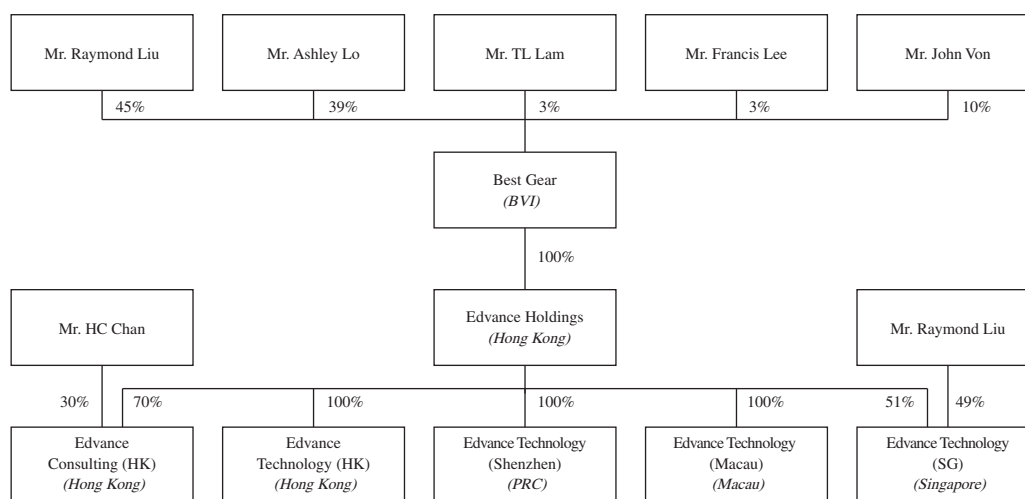 Mr. Raymond Liu
Mr. Ashley Lo
Mr. TL Lam
Mr. Francis Lee
Mr. John Von
45%
39%
3%
3%
10%
Best Gear
(BVI)
100%
Mr. HC Chan
Edvance Holdings
(Hong Kong)
Mr. Raymond Liu
30%
70%
100%
100%
100%
51%
49%
Edvance
Consulting (HK)
(Hong Kong)
Edvance
Technology (HK)
(Hong Kong)
Edvance Technology
(Shenzhen)
(PRC)
Edvance Technology
(Macau)
(Macau)
Edvance Technology
(SG)
(Singapore)